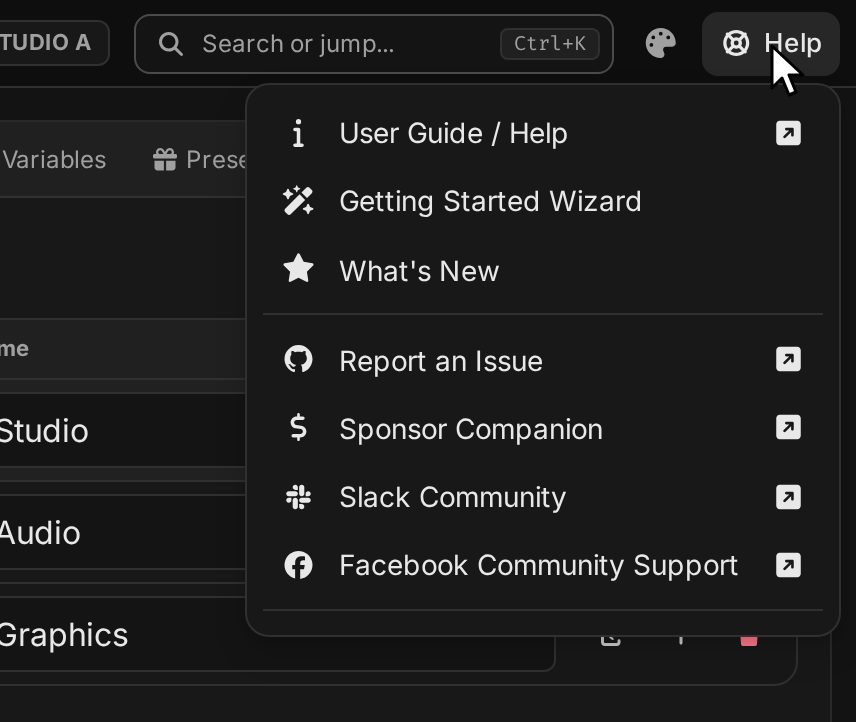 TUDIO A
Search or jump...
Ctrl+K
Help
Variables
Prese
User Guide / Help
Getting Started Wizard
What's New
me
Report an Issue
Studio
Sponsor Companion
Slack Community
Audio
Facebook Community Support
Graphics